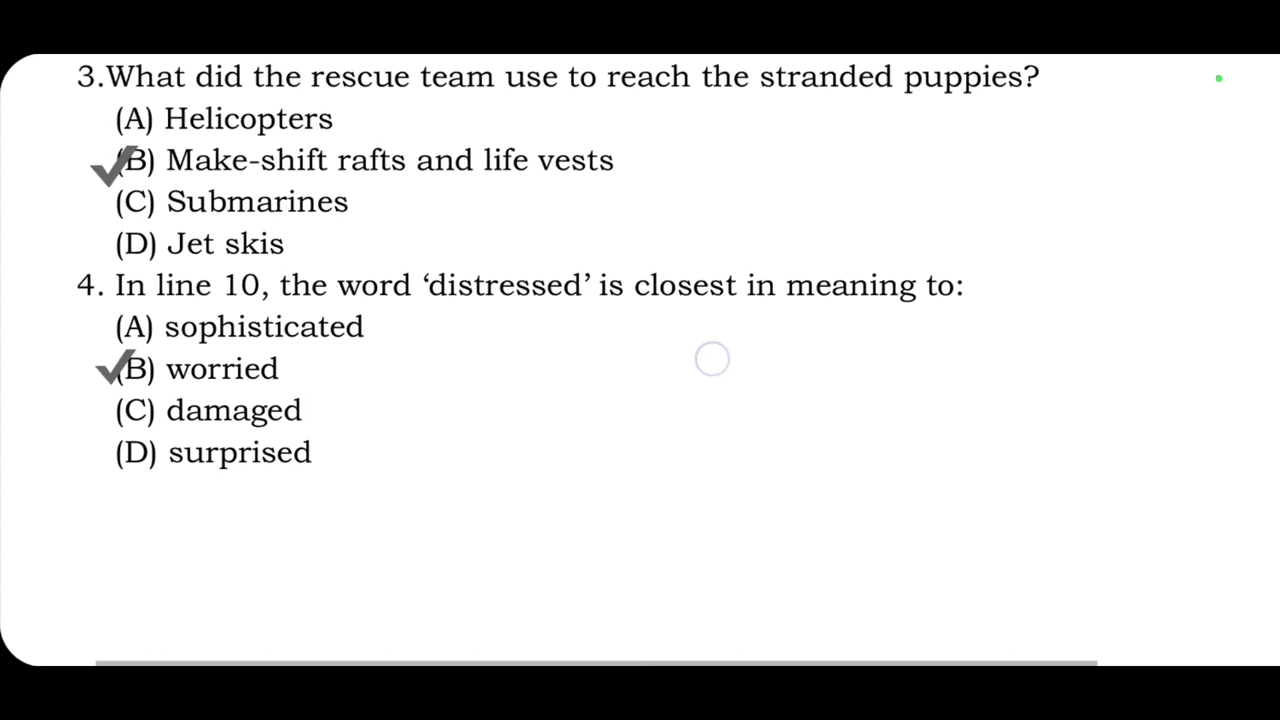 3.What did the rescue team use to reach the stranded puppies?
(A) Helicopters
(B) Make-shift rafts and life vests
(C) Submarines
(D) Jet skis
4. In line 10, the word ‘distressed’ is closest in meaning to:
(A) sophisticated
(B) worried
(C) damaged
(D) surprised